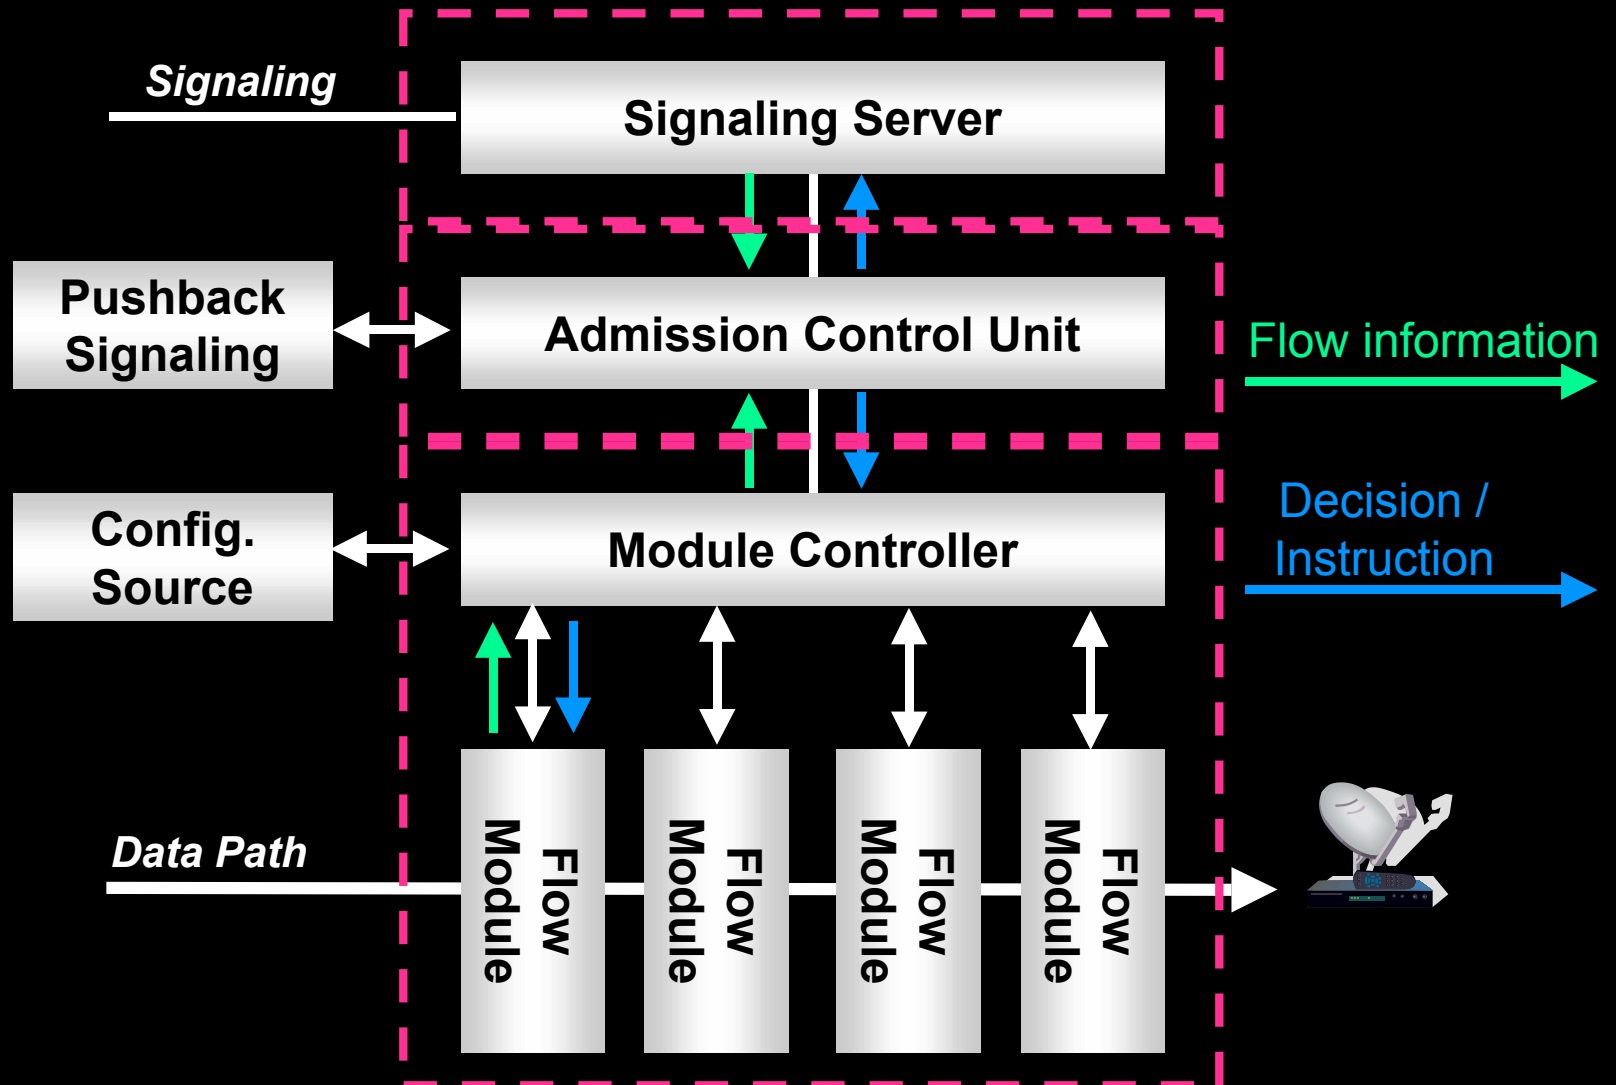 Signaling
Signaling Server
Pushback
Signaling
Admission Control Unit
Flow information
Config.
Source
Module Controller
Decision /
Instruction
Data Path
Flow
Module
Flow
Module
Flow
Module
Flow
Module